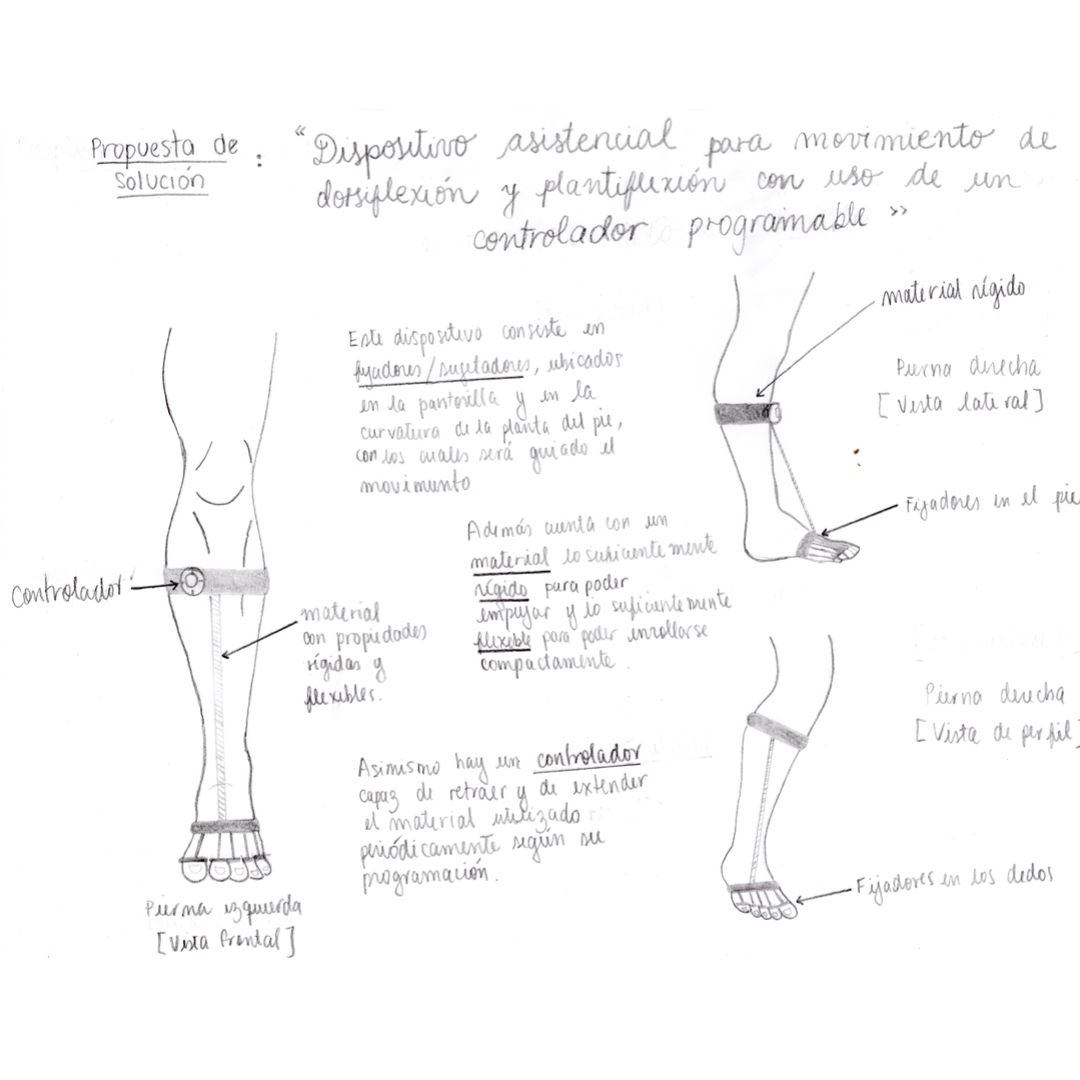 Propuesta de Solución :
"Dispositivo asistencial para movimiento de
dorsiflexión y plantiflexión con uso de un
controlador programable"
material rígido
Pierna derecha
[Vista lateral]
Fijadores en el pie
Este dispositivo consiste en
fijadores/sujetadores, ubicados
en la pantorilla y en la
curvatura de la planta del pie,
con los cuales será guiado el
movimiento
Además cuenta con un
material lo suficientemente
rígido para poder
empujar y lo suficientemente
flexible para poder enrollarse
compactamente.
controlador
material
con propiedades
rígidas y
flexibles.
Asimismo hay un controlador
capaz de retraer y de extender
el material utilizado
periódicamente según su
programación.
Pierna izquierda
[Vista frontal]
Pierna derecha
[Vista de perfil]
Fijadores en los dedos